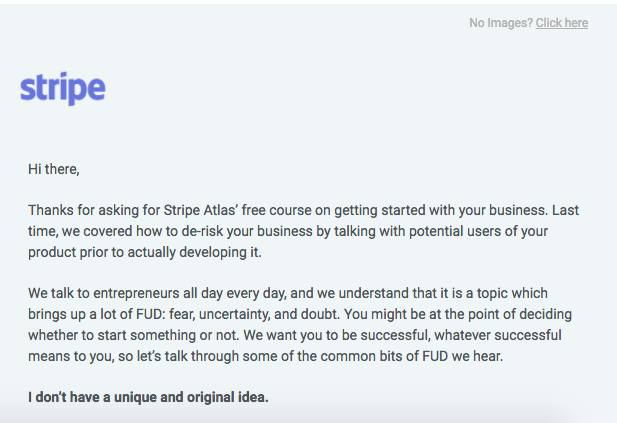 No Images? Click here
stripe
Hi there,
Thanks for asking for Stripe Atlas’ free course on getting started with your business. Last
time, we covered how to de-risk your business by talking with potential users of your
product prior to actually developing it.
We talk to entrepreneurs all day every day, and we understand that it is a topic which
brings up a lot of FUD: fear, uncertainty, and doubt. You might be at the point of deciding
whether to start something or not. We want you to be successful, whatever successful
means to you, so let’s talk through some of the common bits of FUD we hear.
I don’t have a unique and original idea.